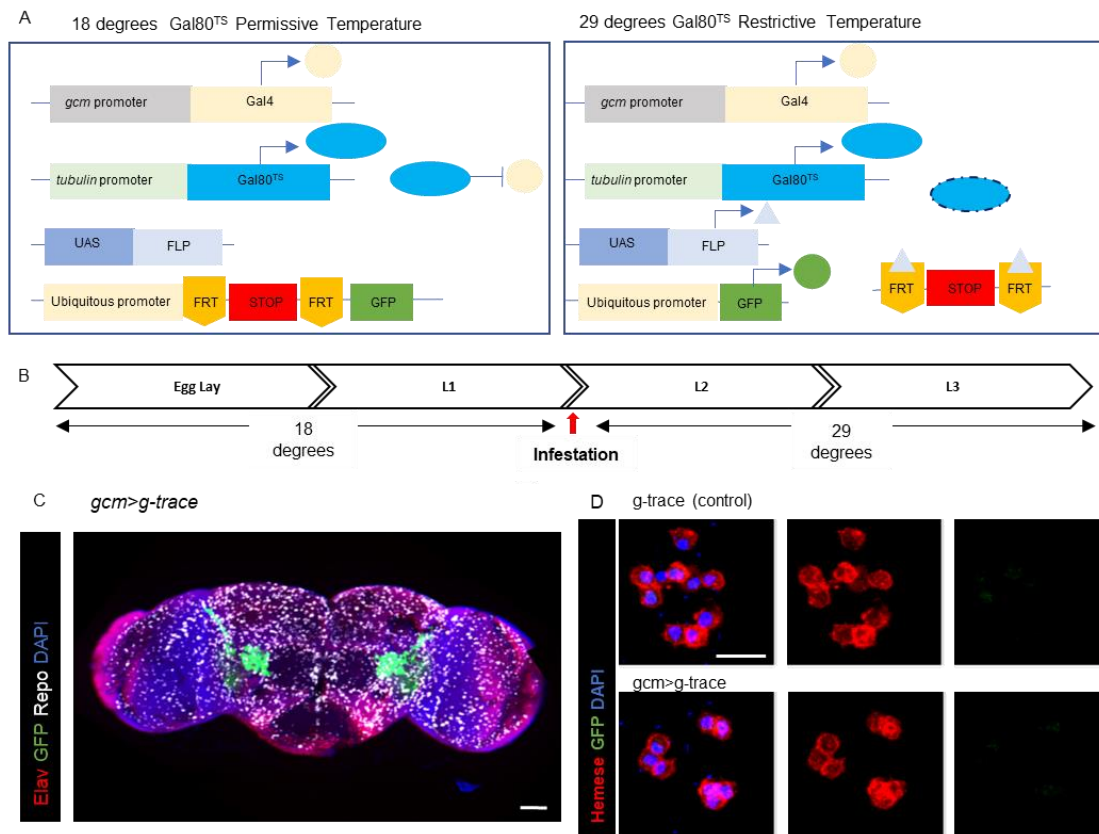 A
18 degrees Gal80TS Permissive Temperature
gcm promoter Gal4
tubulin promoter Gal80TS
UAS FLP
Ubiquitous promoter FRT STOP FRT GFP
29 degrees Gal80TS Restrictive Temperature
gcm promoter Gal4
tubulin promoter Gal80TS
UAS FLP
Ubiquitous promoter GFP
FRT STOP FRT
B
Egg Lay L1 L2 L3
18
degrees
Infestation
29
degrees
C
gcm>g-trace
Elav GFP Repo DAPI
D
g-trace (control)
gcm>g-trace
Hemese GFP DAPI